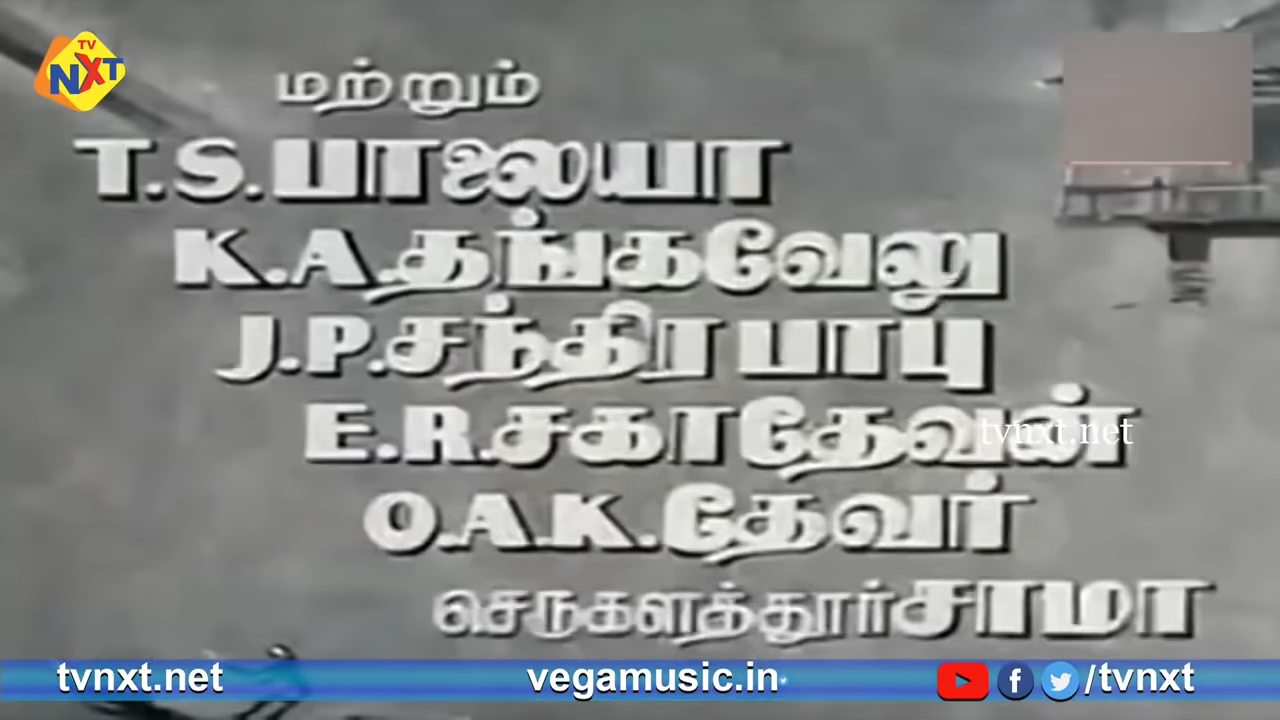 TV
NXT
மற்றும்
T.S.பாலையா
K.A.தங்கவேலு
J.P.சந்திரபாபு
E.R.சகாதேவன்
tvnxt.net
O.A.K.தேவர்
செருகளத்தூர் சாமா
tvnxt.net vegamusic.in /tvnxt